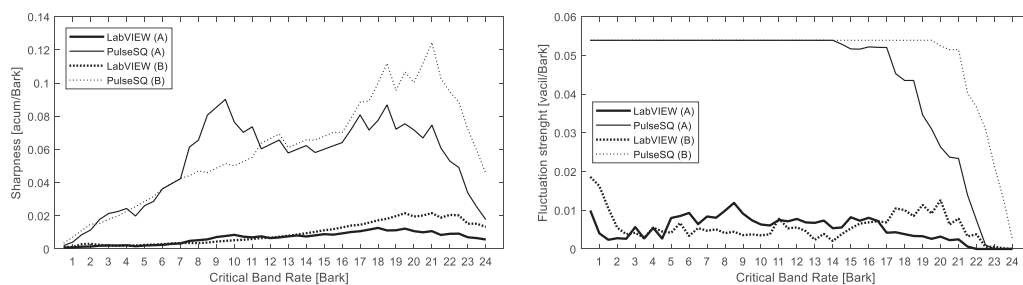 0.14
0.12
0.1
0.08
0.06
0.04
0.02
0
Sharpness [acum/Bark]
LabVIEW (A)
PulseSQ (A)
LabVIEW (B)
PulseSQ (B)
1 2 3 4 5 6 7 8 9 10 11 12 13 14 15 16 17 18 19 20 21 22 23 24
Critical Band Rate [Bark]
0.06
0.05
0.04
0.03
0.02
0.01
0
Fluctuation strenght [vacil/Bark]
LabVIEW (A)
PulseSQ (A)
LabVIEW (B)
PulseSQ (B)
1 2 3 4 5 6 7 8 9 10 11 12 13 14 15 16 17 18 19 20 21 22 23 24
Critical Band Rate [Bark]